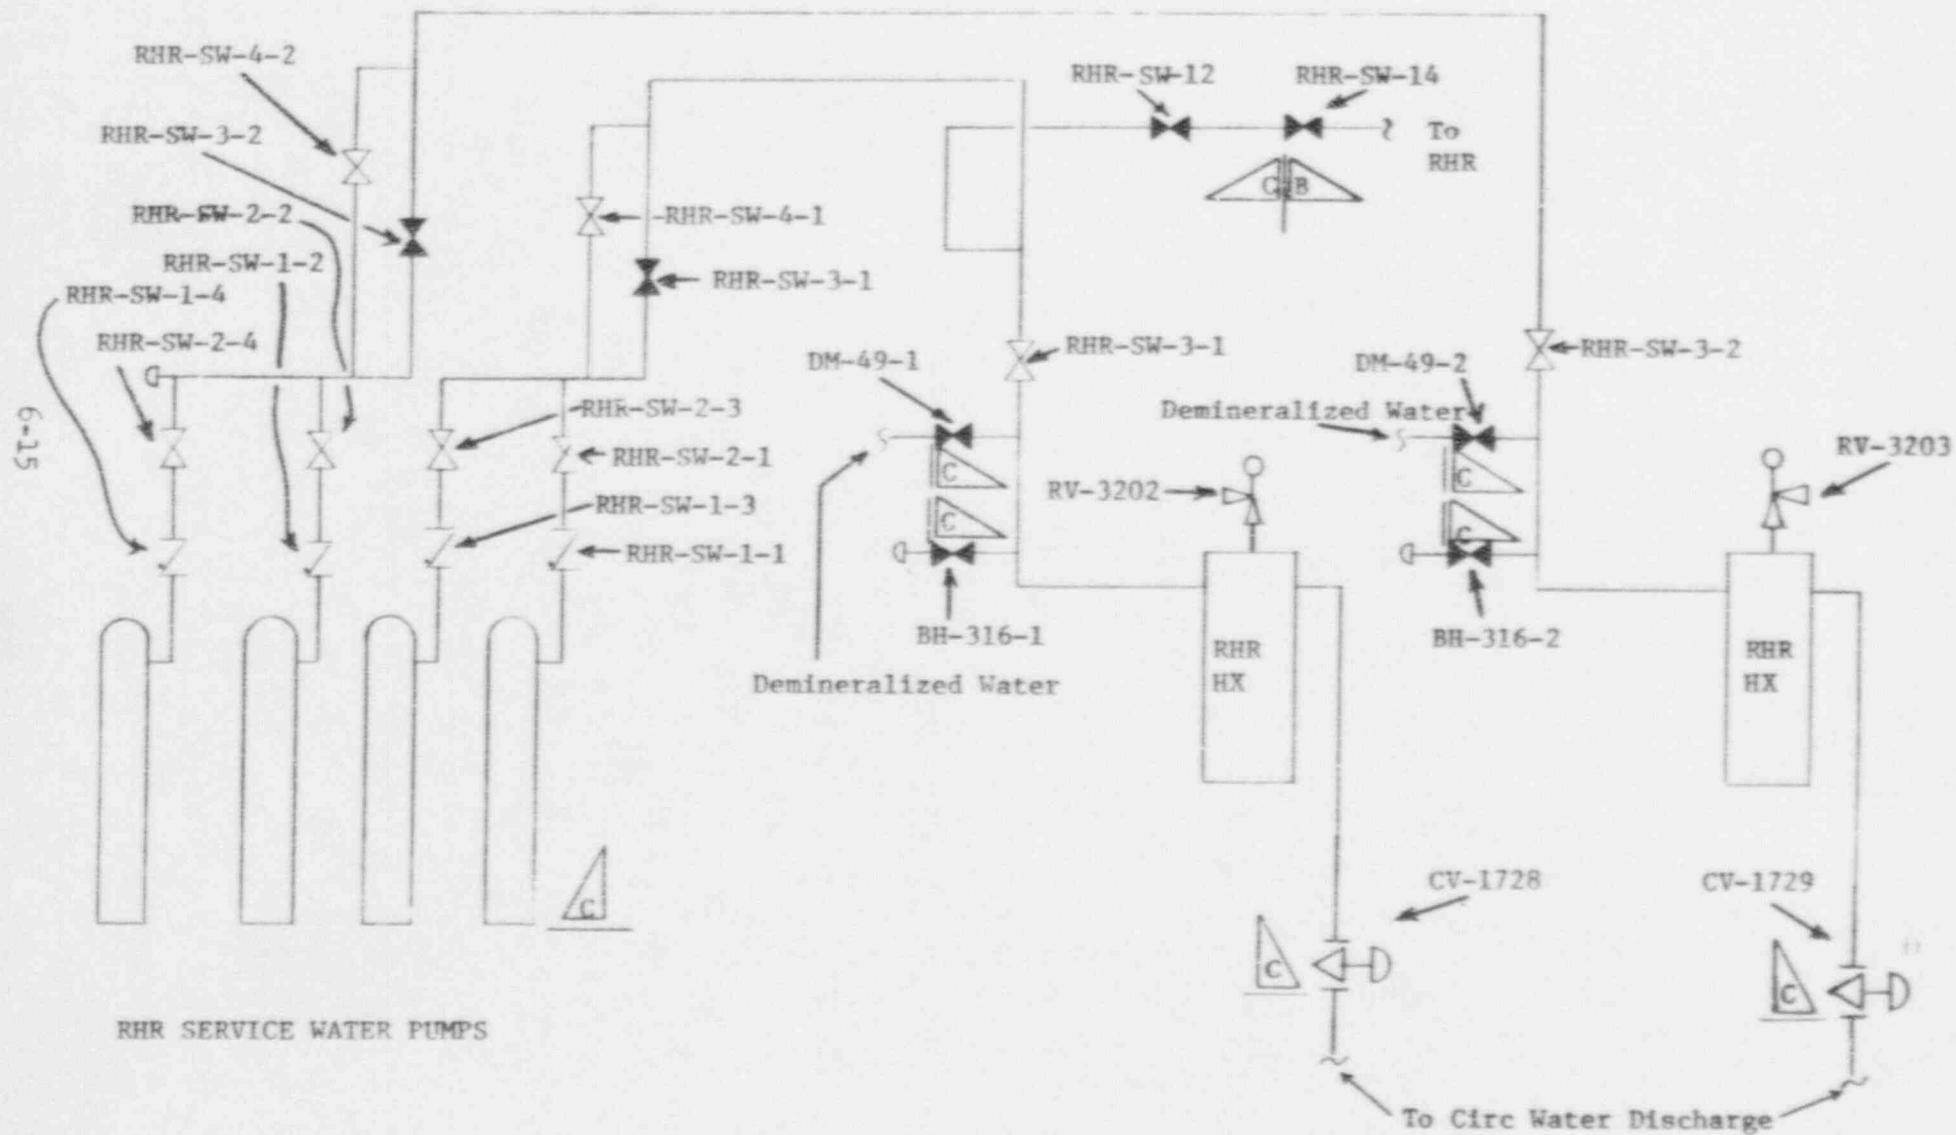 RHR-SW-4-2
RHR-SW-12
RHR-SW-14
RHR-SW-3-2
To
RHR
C
B
RHR-SW-2-2
RHR-SW-4-1
RHR-SW-1-2
RHR-SW-3-1
RHR-SW-1-4
RHR-SW-2-4
DM-49-1
RHR-SW-3-1
DM-49-2
RHR-SW-3-2
RHR-SW-2-3
Demineralized Water
6-15
RHR-SW-2-1
RV-3203
C
C
RV-3202
RHR-SW-1-3
C
C
RHR-SW-1-1
BH-316-1
BH-316-2
RHR
HX
RHR
HX
Demineralized Water
C
CV-1728
CV-1729
C
C
RHR SERVICE WATER PUMPS
To Circ Water Discharge